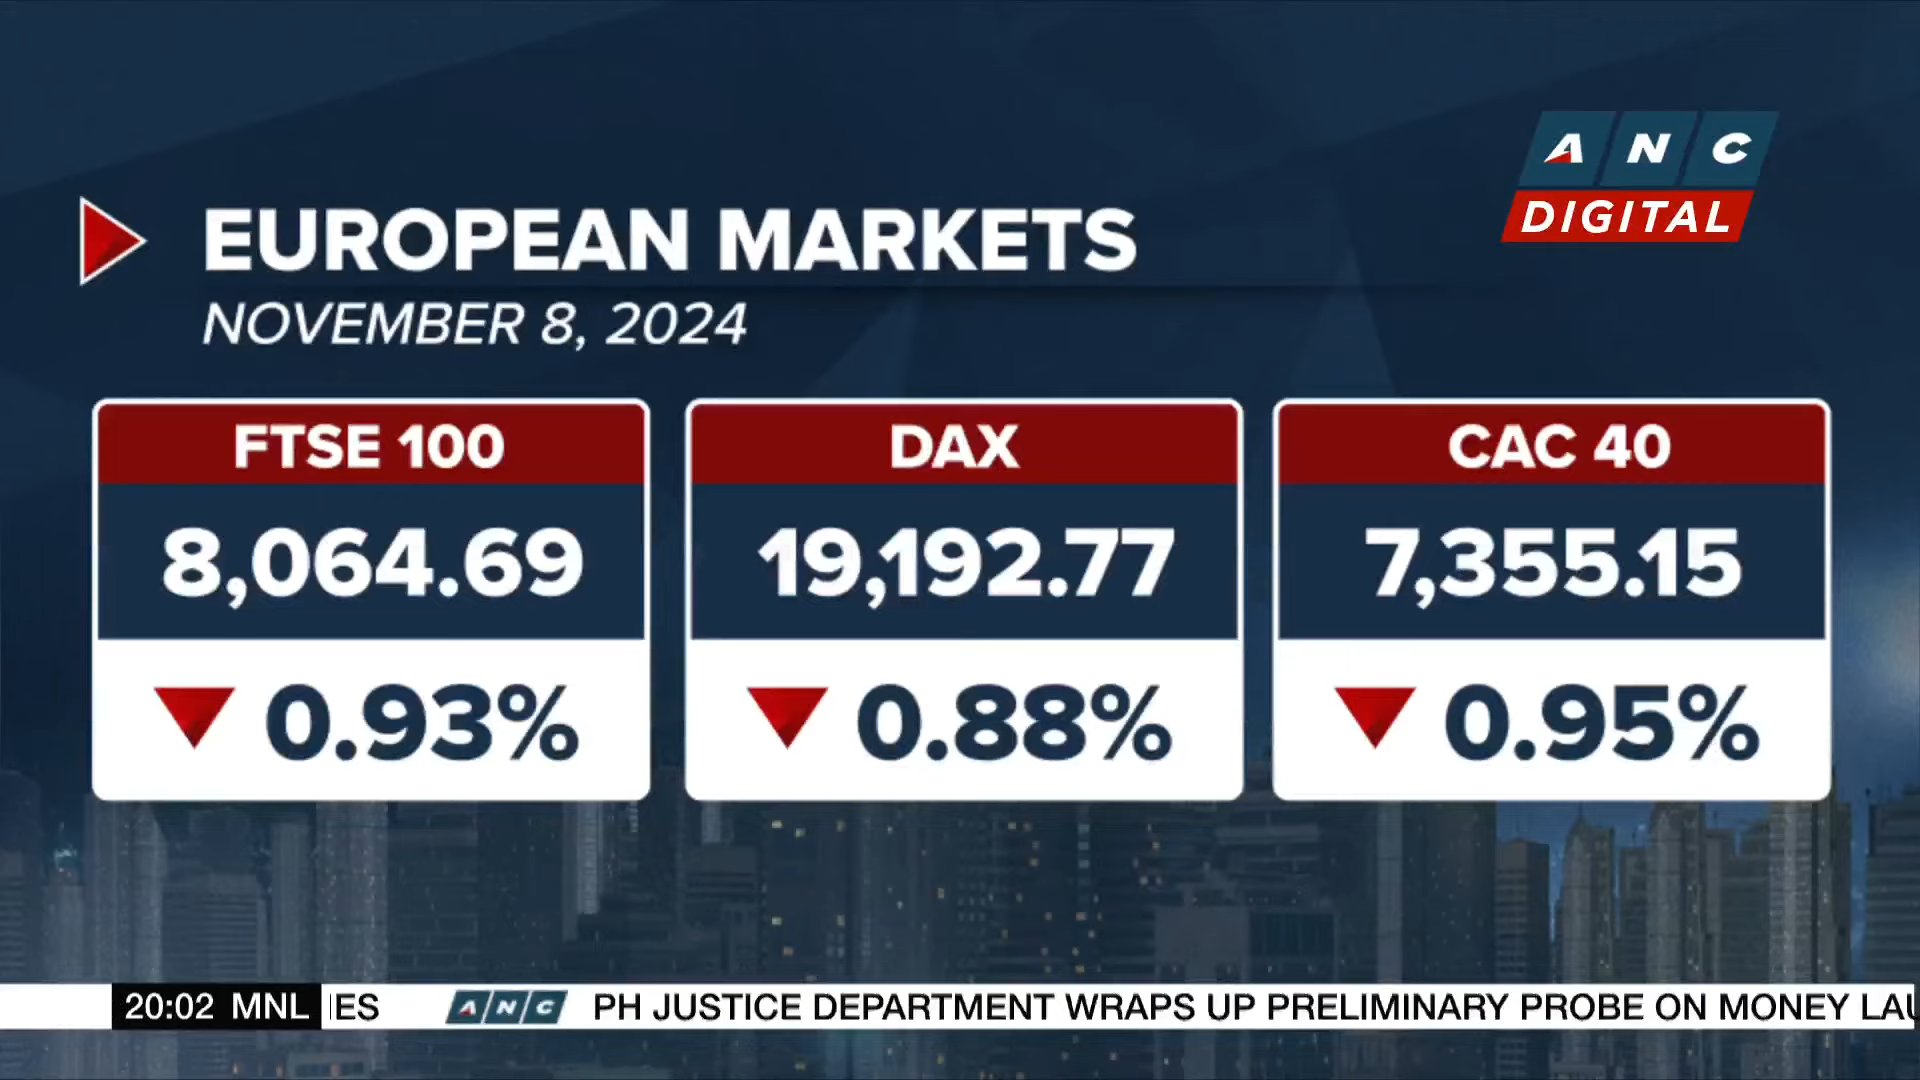 ANC
DIGITAL
EUROPEAN MARKETS
NOVEMBER 8, 2024
FTSE 100
8,064.69
0.93%
DAX
19,192.77
0.88%
CAC 40
7,355.15
0.95%
20:02 MNL
IES ANC PH JUSTICE DEPARTMENT WRAPS UP PRELIMINARY PROBE ON MONEY LAU